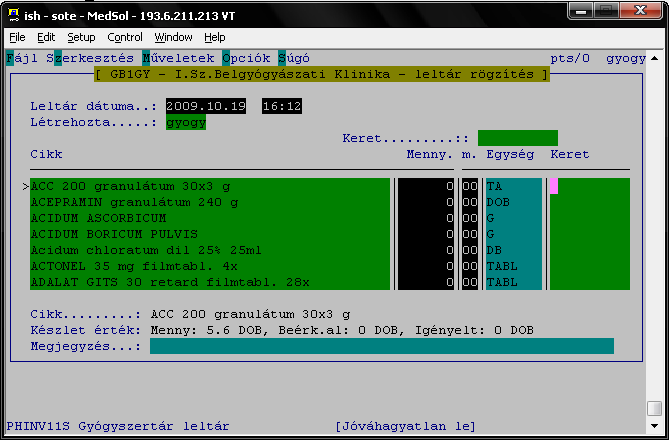 ish - sote - MedSol - 193.6.211.213 VT
File Edit Setup Control Window Help
Fájl Szerkesztés Műveletek Opciók Súgó pts/0 gyogy
[ GB1GY - I.Sz.Belgyógyászati Klinika - leltár rögzítés ]
Leltár dátuma..: 2009.10.19 16:12
Létrehozta.....: gyogy
Keret.........::
Cikk Menny. m. Egység Keret
>ACC 200 granulátum 30x3 g 0 00 TA
ACEPRAMIN granulátum 240 g 0 00 DOB
ACIDUM ASCORBICUM 0 00 G
ACIDUM BORICUM PULVIS 0 00 G
Acidum chloratum dil 25% 25ml 0 00 DB
ACTONEL 35 mg filmtabl. 4x 0 00 TABL
ADALAT GITS 30 retard filmtabl. 28x 0 00 TABL
Cikk.........: ACC 200 granulátum 30x3 g
Készlet érték: Menny: 5.6 DOB, Beérk.al: 0 DOB, Igényelt: 0 DOB
Megjegyzés...:
PHINV11S Gyógyszertár leltár [Jóváhagyatlan le]